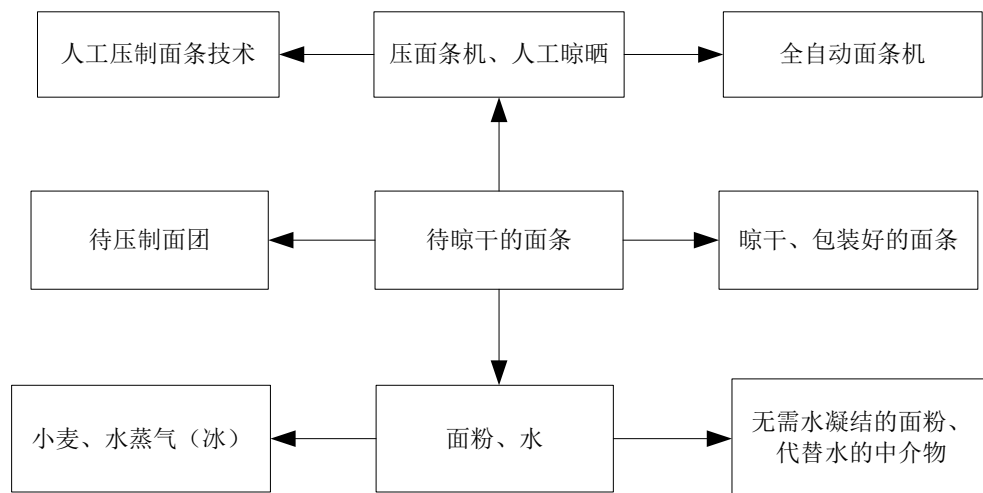 人工压制面条技术
压面条机、人工晾晒
全自动面条机
待压制面团
待晾干的面条
晾干、包装好的面条
小麦、水蒸气（冰）
面粉、水
无需水凝结的面粉、
代替水的中介物